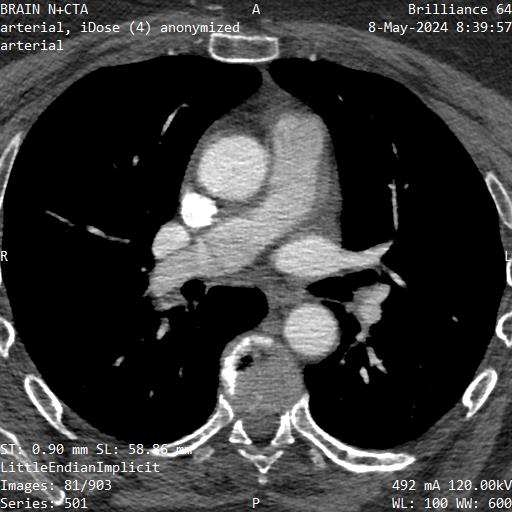 BRAIN N+CTA
A
Brilliance 64
arterial, iDose (4) anonymized
8-May-2024 8:39:57
arterial
R
L
ST: 0.90 mm SL: 58.86 mm
LittleEndianImplicit
Images: 81/903
492 mA 120.00kV
Series: 501
P
WL: 100 WW: 600